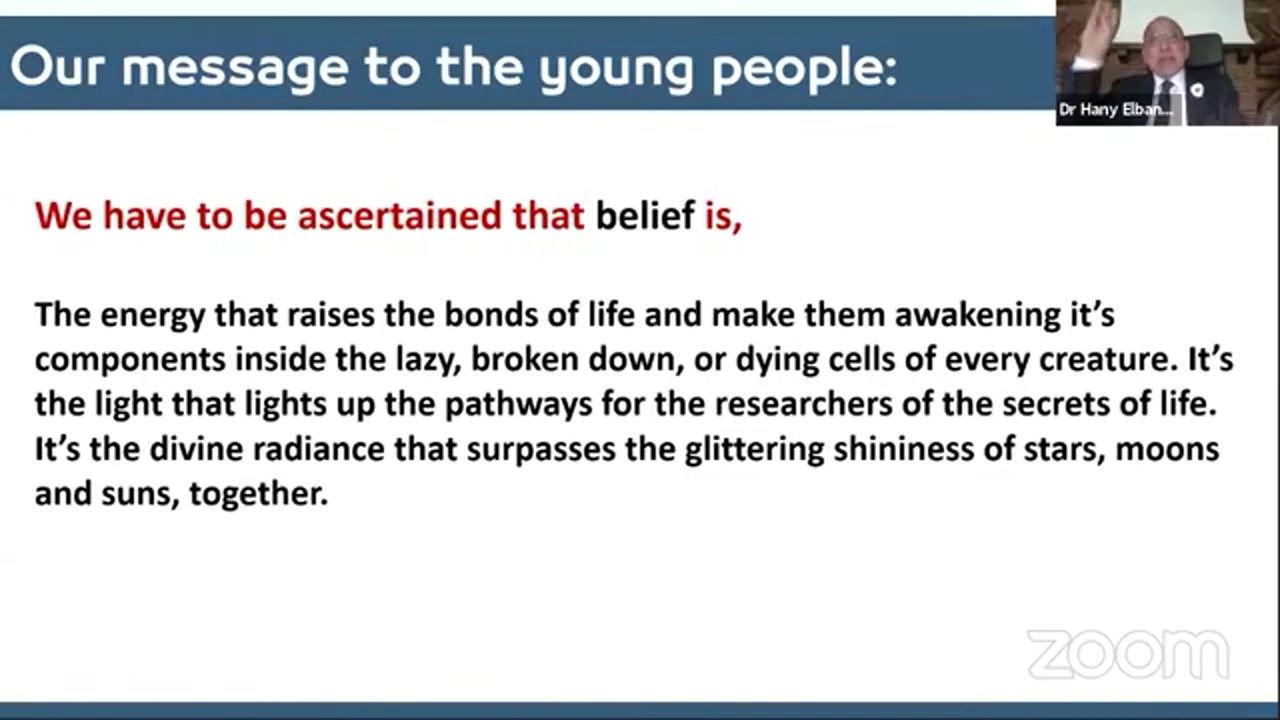 Our message to the young people:
Dr Hany Elban...
We have to be ascertained that belief is,
The energy that raises the bonds of life and make them awakening it’s
components inside the lazy, broken down, or dying cells of every creature. It’s
the light that lights up the pathways for the researchers of the secrets of life.
It’s the divine radiance that surpasses the glittering shininess of stars, moons
and suns, together.
zoom